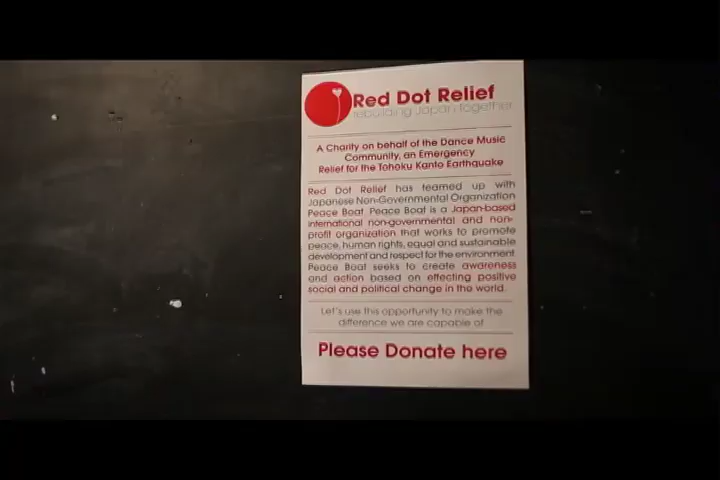 Red Dot Relief
rebuilding Japan together
A Charity on behalf of the Dance Music
Community, an Emergency
Relief for the Tohoku Kanto Earthquake
Red Dot Relief has teamed up with
Japanese Non-Governmental Organization
Peace Boat Peace Boat is a Japan-based
international non-governmental and non-
profit organization that works to promote
peace, human rights, equal and sustainable
development and respect for the environment.
Peace Boat seeks to create awareness
and action based on effecting positive
social and political change in the world.
Let's use this opportunity to make the
difference we are capable of
Please Donate here